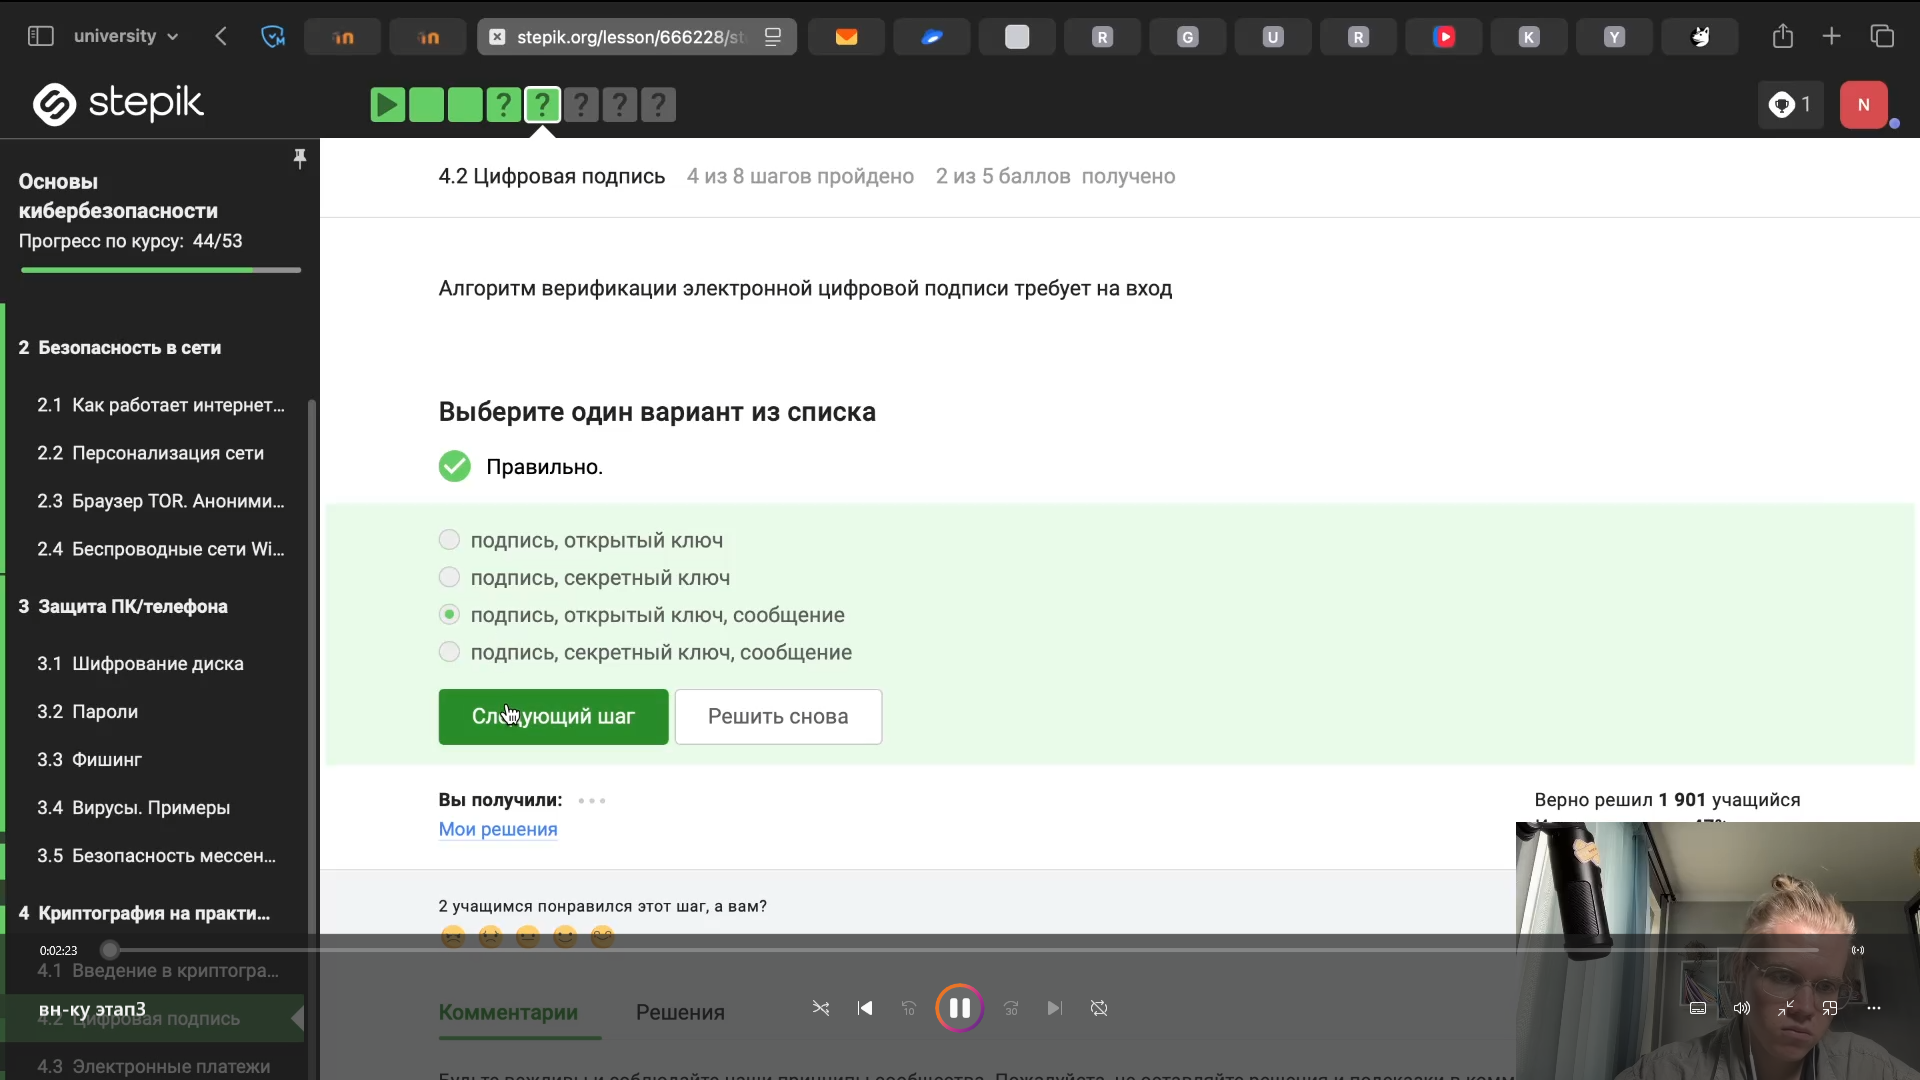 university
in
in
stepik.org/lesson/666228/st
R
G
U
R
K
Y
stepik
? ? ? ? ?
1
N
Основы
кибербезопасности
Прогресс по курсу: 44/53
4.2 Цифровая подпись 4 из 8 шагов пройдено 2 из 5 баллов получено
Алгоритм верификации электронной цифровой подписи требует на вход
2 Безопасность в сети
2.1 Как работает интернет...
2.2 Персонализация сети
2.3 Браузер TOR. Аноними...
2.4 Беспроводные сети Wi...
3 Защита ПК/телефона
3.1 Шифрование диска
3.2 Пароли
3.3 Фишинг
3.4 Вирусы. Примеры
3.5 Безопасность мессен...
4 Криптография на практи...
4.1 Введение в криптогра...
4.2 Цифровая подпись
4.3 Электронные платежи
Выберите один вариант из списка
Правильно.
подпись, открытый ключ
подпись, секретный ключ
подпись, открытый ключ, сообщение
подпись, секретный ключ, сообщение
Следующий шаг
Решить снова
Вы получили:
Мои решения
Верно решил 1 901 учащийся
2 учащимся понравился этот шаг, а вам?
0:02:23
вн-ку этап3
10
30
Комментарии
Решения